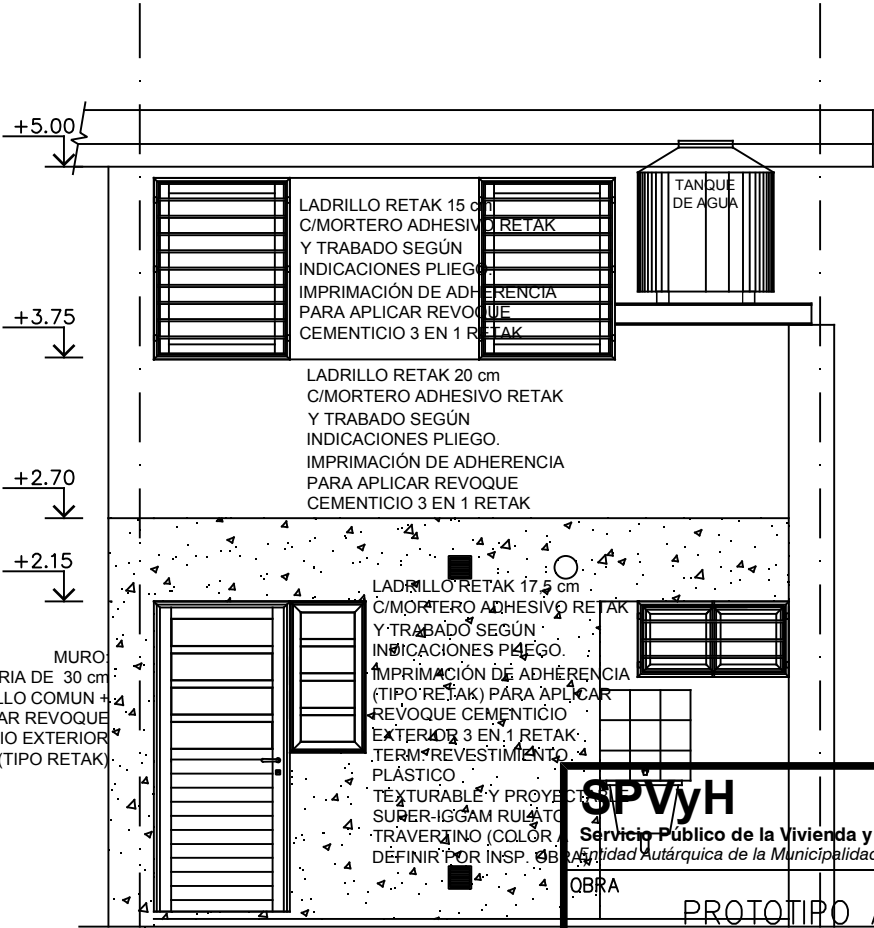 +5.00
TANQUE
DE AGUA
LADRILLO RETAK 15 cm
C/MORTERO ADHESIVO RETAK
Y TRABADO SEGÚN
INDICACIONES PLIEGO.
IMPRIMACIÓN DE ADHERENCIA
PARA APLICAR REVOQUE
CEMENTICIO 3 EN 1 RETAK
+3.75
LADRILLO RETAK 20 cm
C/MORTERO ADHESIVO RETAK
Y TRABADO SEGÚN
INDICACIONES PLIEGO.
IMPRIMACIÓN DE ADHERENCIA
PARA APLICAR REVOQUE
CEMENTICIO 3 EN 1 RETAK
+2.70
+2.15
LADRILLO RETAK 17.5 cm
C/MORTERO ADHESIVO RETAK
Y TRABADO SEGÚN
INDICACIONES PLIEGO.
IMPRIMACIÓN DE ADHERENCIA
(TIPO RETAK) PARA APLICAR
REVOQUE CEMENTICIO
EXTERIOR 3 EN 1 RETAK
TERM. REVESTIMIENTO
PLÁSTICO
TEXTURABLE Y PROYECTABLE
SUPER-IGGAM RULATO
TRAVERTINO (COLOR A
DEFINIR POR INSP. OBRA)
MURO:
RIA DE 30 cm
LLO COMUN +
AR REVOQUE
IO EXTERIOR
(TIPO RETAK)
SPVyH
Servicio Público de la Vivienda y
Entidad Autárquica de la Municipalidad
OBRA
PROTOTIPO